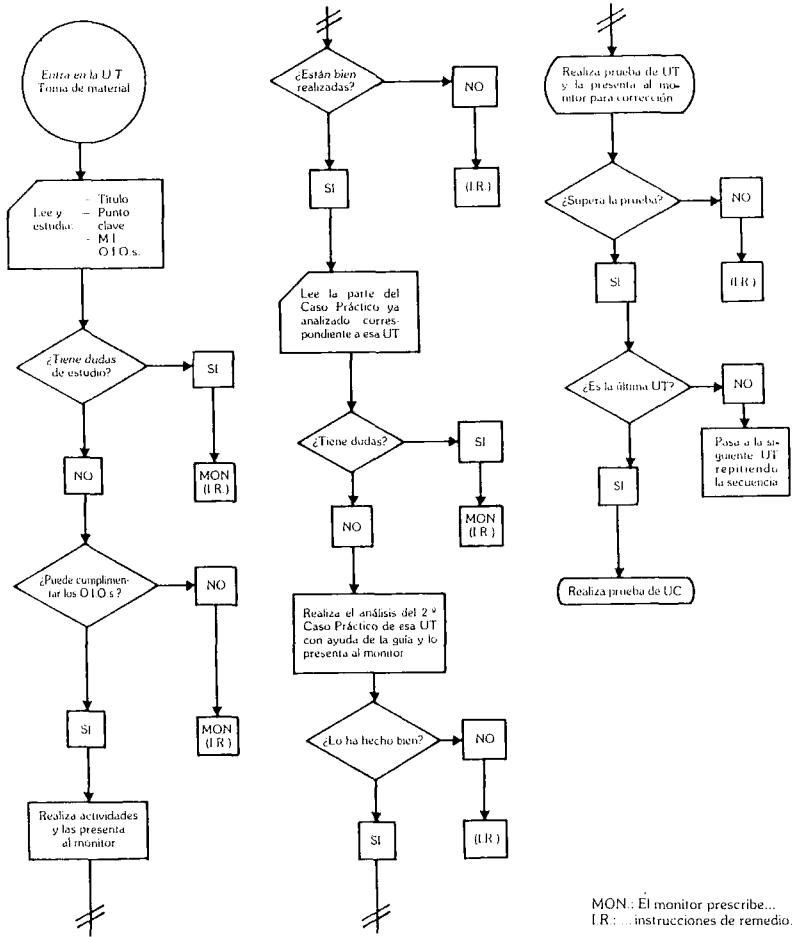 Entra en la U T
Toma de material
Lee y
estudia:
- Título
- Punto
clave
- M I
O I O s.
¿Tiene dudas
de estudio?
SI
MON
(I.R.)
NO
¿Puede cumplimen-
tar los O I O s ?
NO
MON
(I.R.)
SI
Realiza actividades
y las presenta
al monitor
¿Están bien
realizadas?
NO
(I.R.)
SI
Lee la parte del
Caso Práctico ya
analizado corres-
pondiente a esa UT
¿Tiene dudas?
SI
MON
(I.R.)
NO
Realiza el análisis del 2 º
Caso Práctico de esa UT
con ayuda de la guía y lo
presenta al monitor
¿Lo ha hecho bien?
NO
(I.R.)
SI
Realiza prueba de UT
y la presenta al mo-
nitor para corrección
¿Supera la prueba?
NO
(I.R.)
SI
¿Es la última UT?
NO
Pasa a la si-
guiente UT
repitiendo
la secuencia
SI
Realiza prueba de UC
MON.: El monitor prescribe...
I.R.: ... instrucciones de remedio.